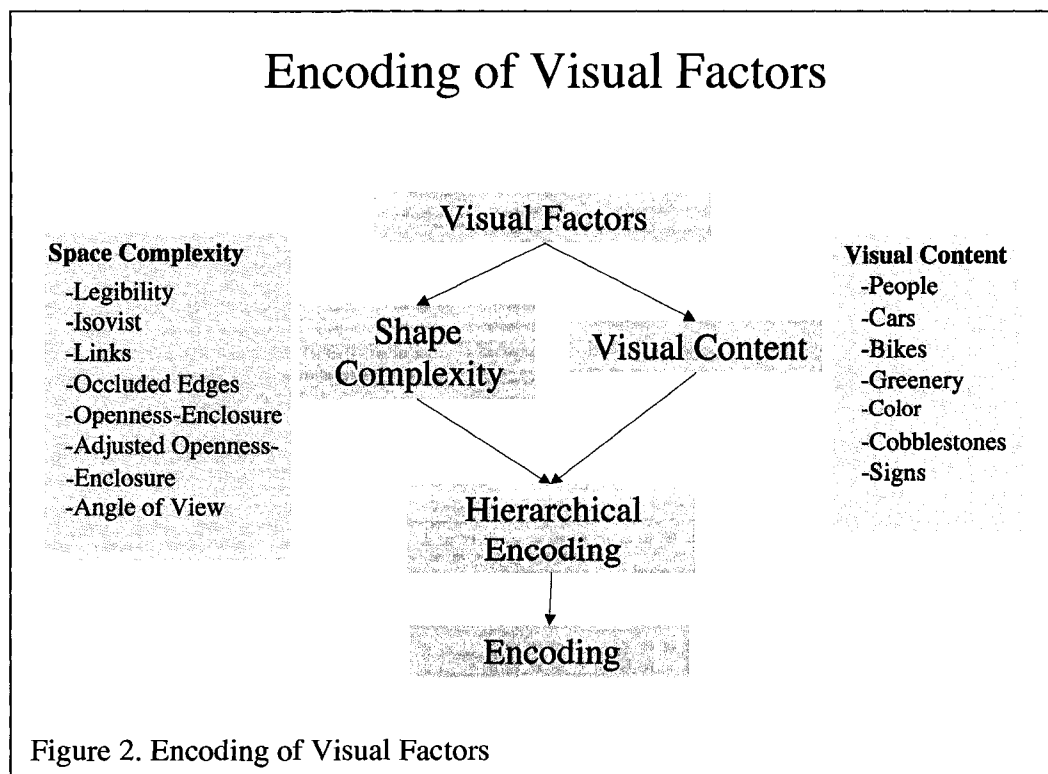 Encoding of Visual Factors
Visual Factors
Space Complexity
-Legibility
-Isovist
-Links
-Occluded Edges
-Openness-Enclosure
-Adjusted Openness-
-Enclosure
-Angle of View
Shape
Complexity
Visual Content
Visual Content
-People
-Cars
-Bikes
-Greenery
-Color
-Cobblestones
-Signs
Hierarchical
Encoding
Encoding
Figure 2. Encoding of Visual Factors